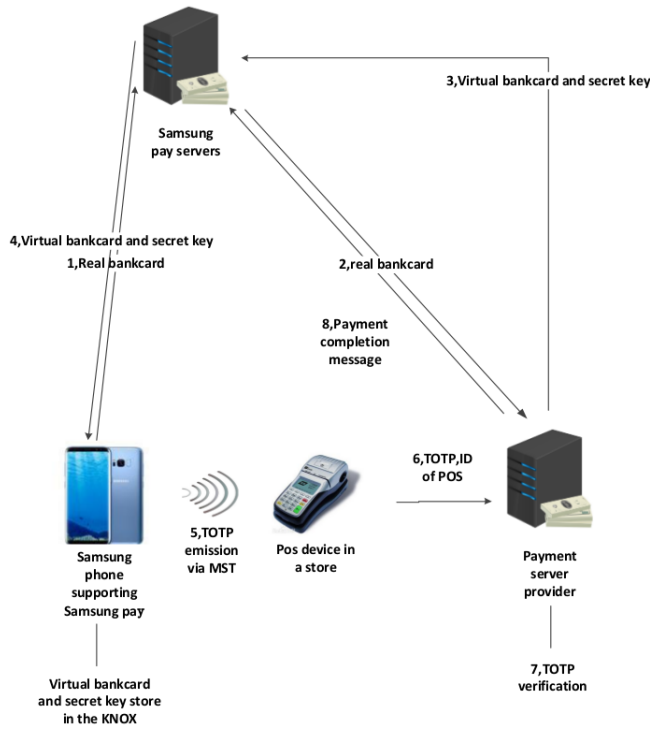 3,Virtual bankcard and secret key
Samsung
pay servers
4,Virtual bankcard and secret key
1,Real bankcard
2,real bankcard
8,Payment
completion
message
6,TOTP,ID
of POS
5,TOTP
emission
via MST
Pos device in
a store
Samsung
phone
supporting
Samsung pay
Payment
server
provider
Virtual bankcard
and secret key store
in the KNOX
7,TOTP
verification